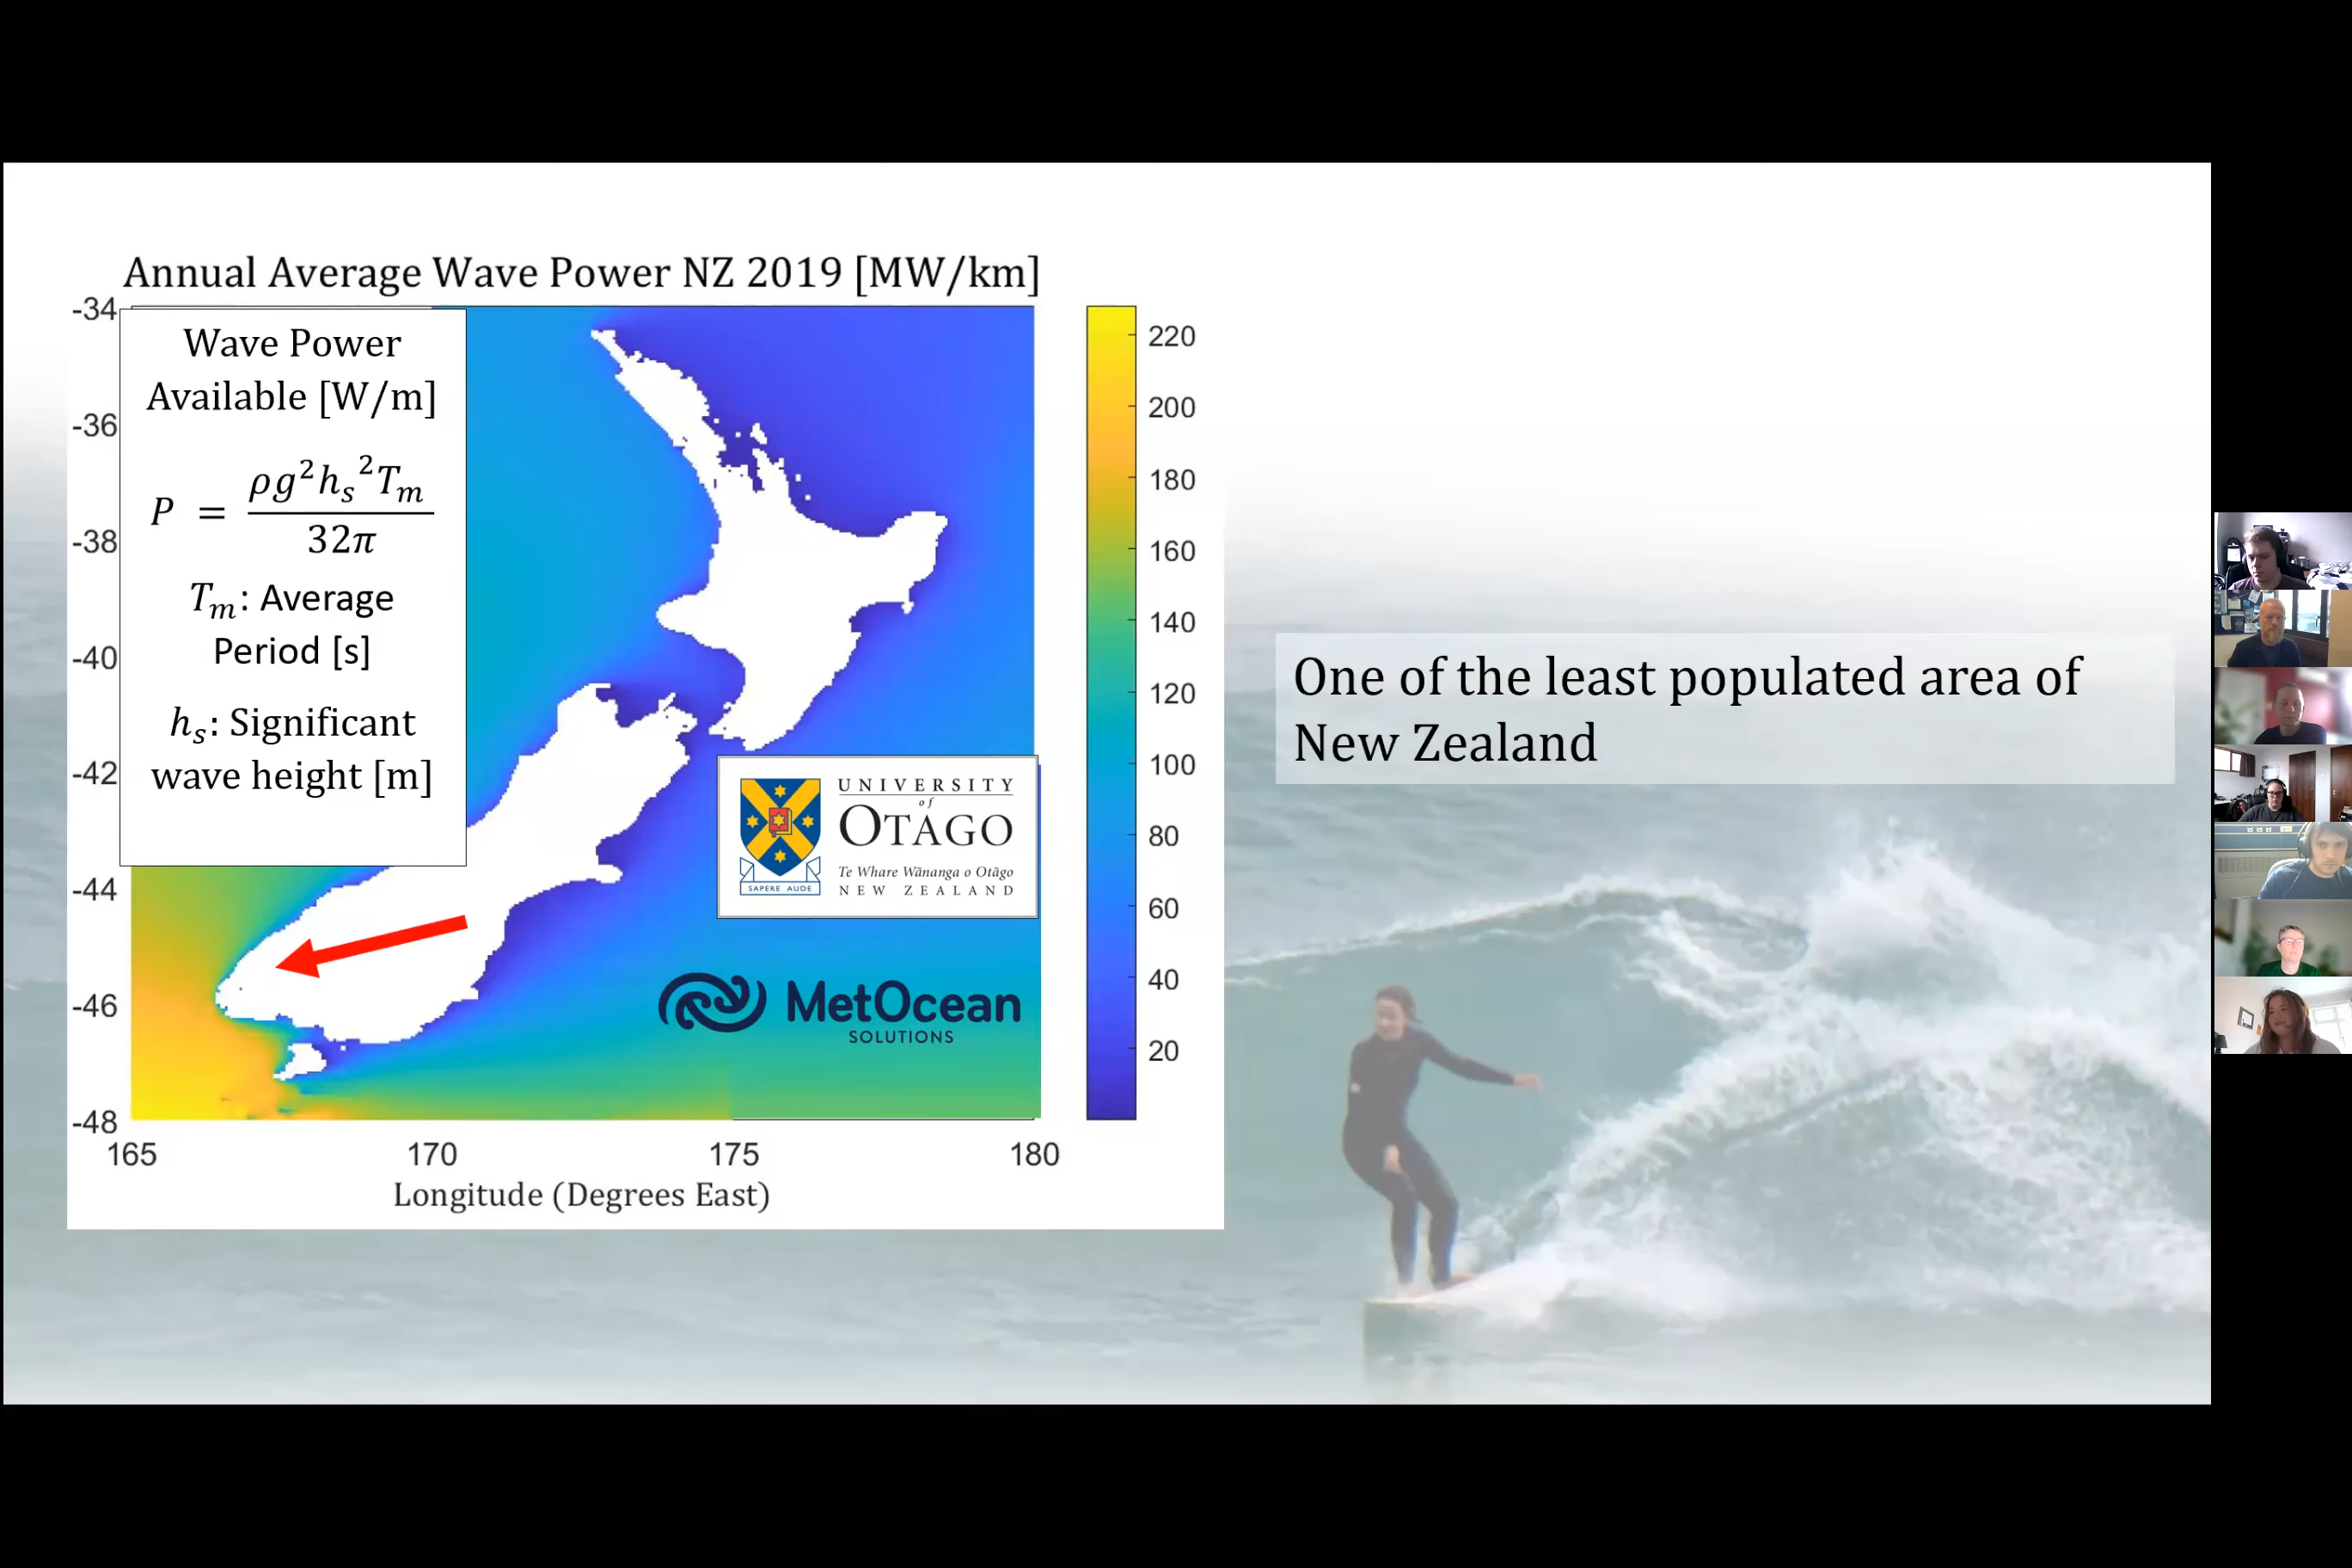 Annual Average Wave Power NZ 2019 [MW/km]
-34
-36
-38
-40
-42
-44
-46
-48
Wave Power
Available [W/m]
P = ρg²hₛ²Tₘ
32π
Tₘ: Average
Period [s]
hₛ: Significant
wave height [m]
UNIVERSITY
of
OTAGO
Te Whare Wānanga o Otāgo
NEW ZEALAND
SAPERE AUDE
MetOcean
SOLUTIONS
165
170
175
180
Longitude (Degrees East)
220
200
180
160
140
120
100
80
60
40
20
One of the least populated area of
New Zealand